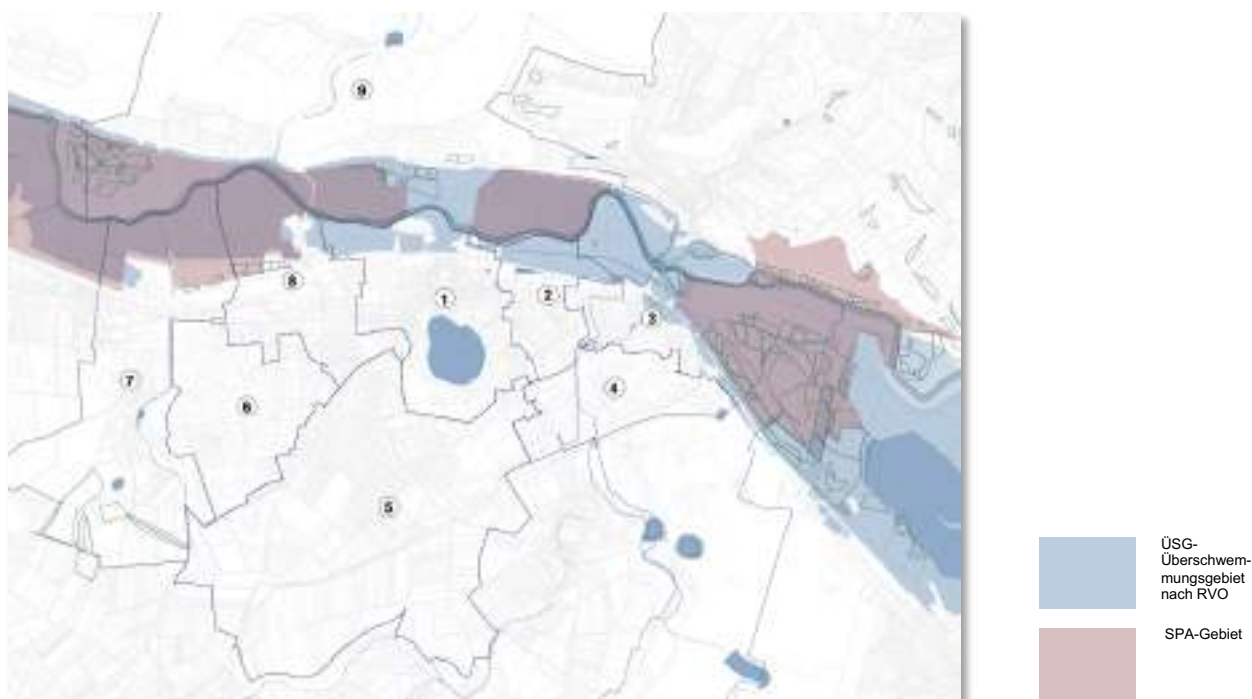 9
8
1
2
3
7
6
4
5
ÜSG-
Überschwem-
mungsgebiet
nach RVO
SPA-Gebiet